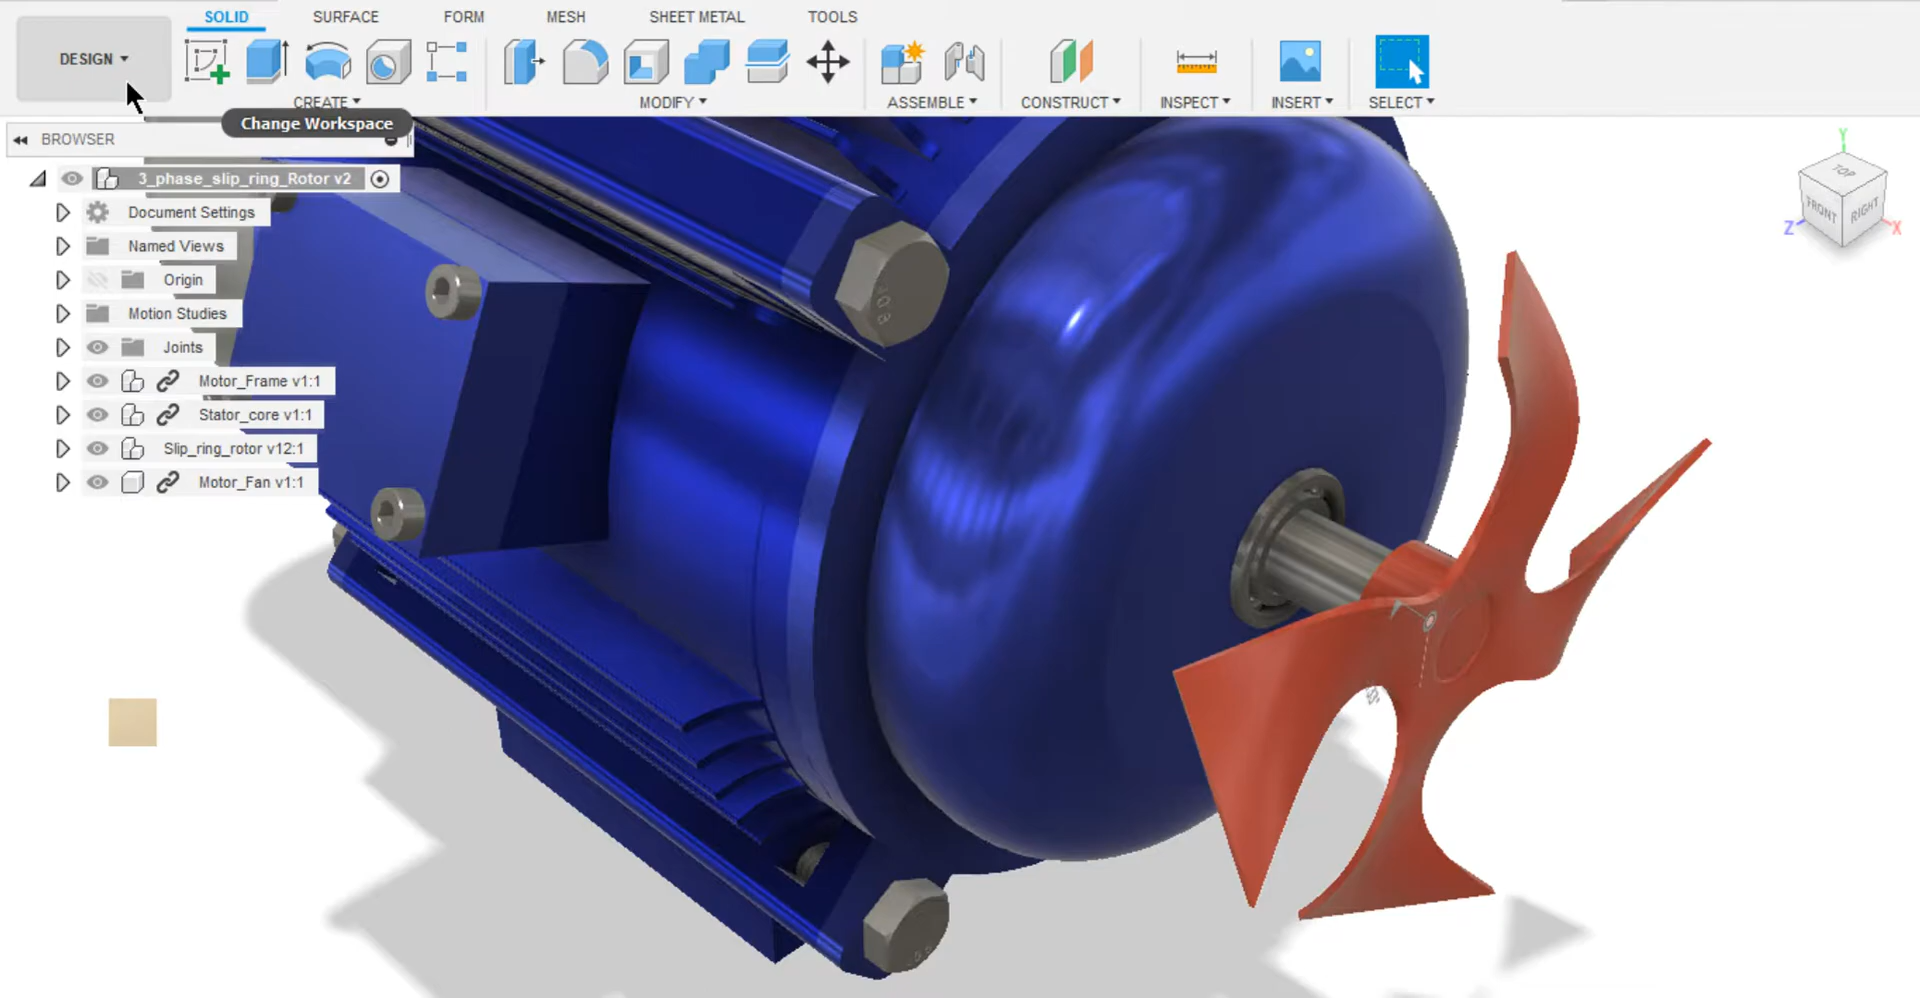 SOLID SURFACE FORM MESH SHEET METAL TOOLS
DESIGN
CREATE MODIFY ASSEMBLE CONSTRUCT INSPECT INSERT SELECT
Change Workspace
BROWSER
3_phase_slip_ring_Rotor v2
Document Settings
Named Views
Origin
Motion Studies
Joints
Motor_Frame v1:1
Stator_core v1:1
Slip_ring_rotor v12:1
Motor_Fan v1:1
Y
TOP
FRONT RIGHT
Z X